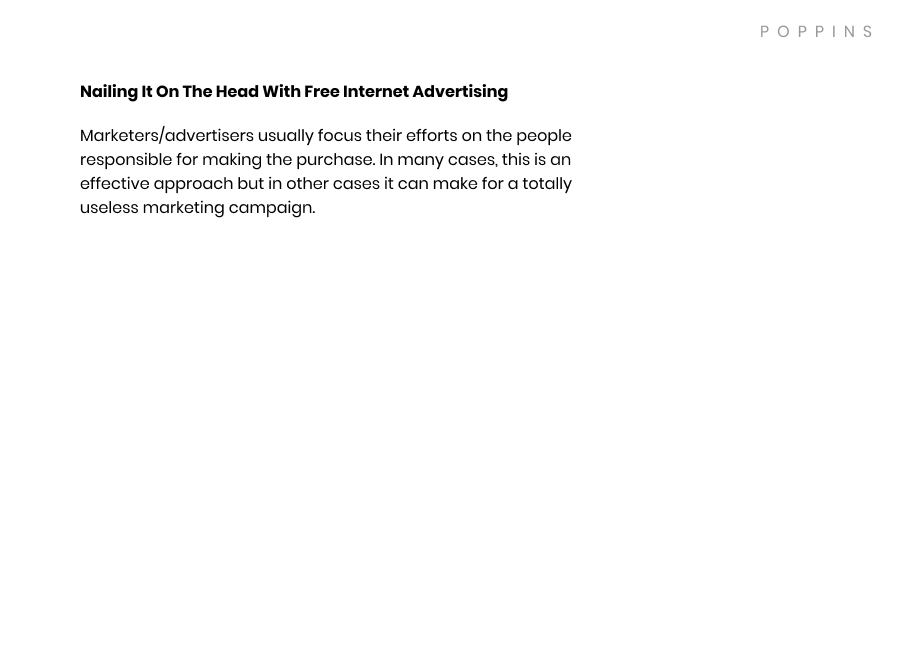 POPPINS
Nailing It On The Head With Free Internet Advertising
Marketers/advertisers usually focus their efforts on the people
responsible for making the purchase. In many cases, this is an
effective approach but in other cases it can make for a totally
useless marketing campaign.